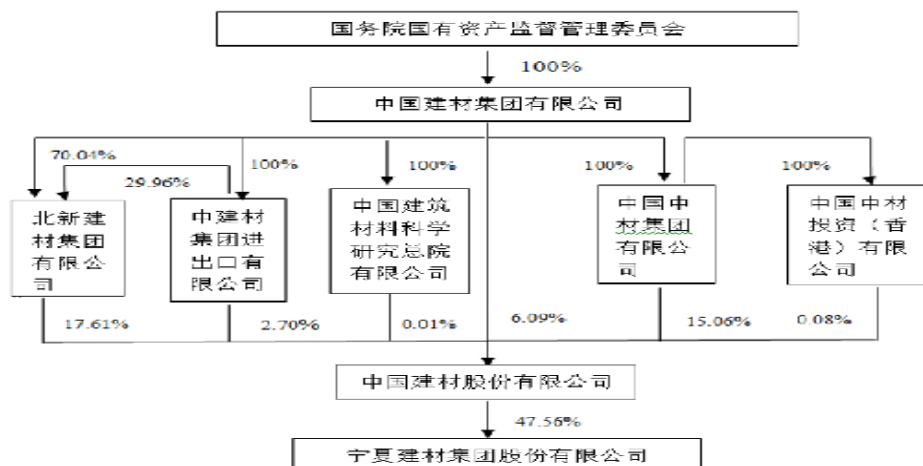 国务院国有资产监督管理委员会
100%
中国建材集团有限公司
70.04%
100%
100%
100%
100%
29.96%
北新建
材集团
有限公
司
中建材
集团进
出口有
限公司
中国建筑
材料科学
研究总院
有限公司
中国中
材集团
有限公
司
中国中材
投资（香
港）有限
公司
17.61%
2.70%
0.01%
6.09%
15.06%
0.08%
中国建材股份有限公司
47.56%
宁夏建材集团股份有限公司